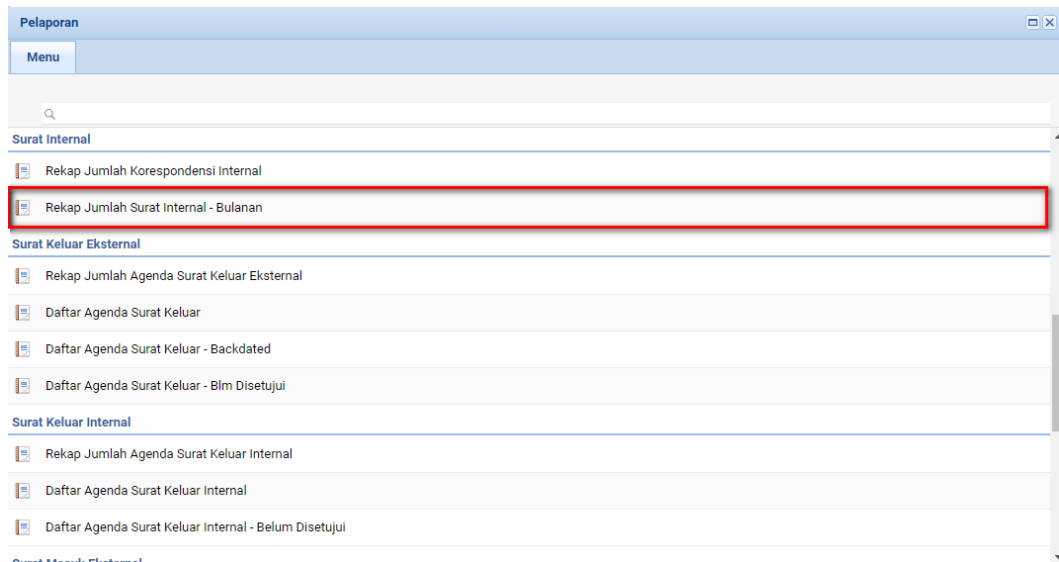 Pelaporan
Menu
Surat Internal
Rekap Jumlah Korespondensi Internal
Rekap Jumlah Surat Internal - Bulanan
Surat Keluar Eksternal
Rekap Jumlah Agenda Surat Keluar Eksternal
Daftar Agenda Surat Keluar
Daftar Agenda Surat Keluar - Backdated
Daftar Agenda Surat Keluar - Blm Disetujui
Surat Keluar Internal
Rekap Jumlah Agenda Surat Keluar Internal
Daftar Agenda Surat Keluar Internal
Daftar Agenda Surat Keluar Internal - Belum Disetujui
Surat Masuk Eksternal